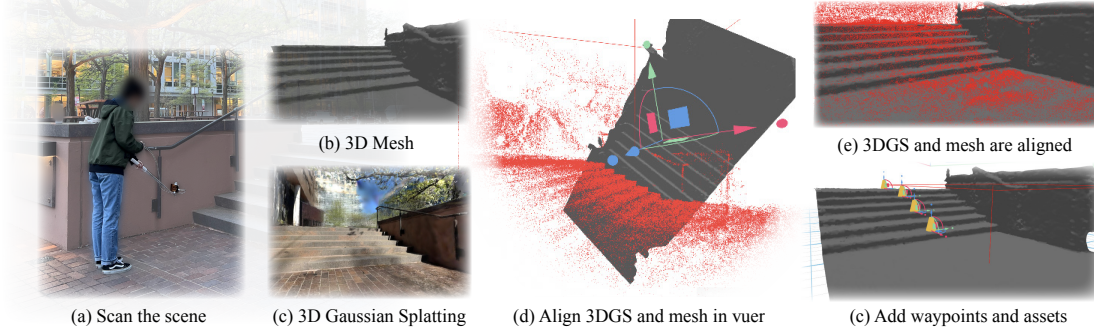 (b) 3D Mesh
(e) 3DGS and mesh are aligned
(a) Scan the scene
(c) 3D Gaussian Splatting
(d) Align 3DGS and mesh in vuer
(c) Add waypoints and assets